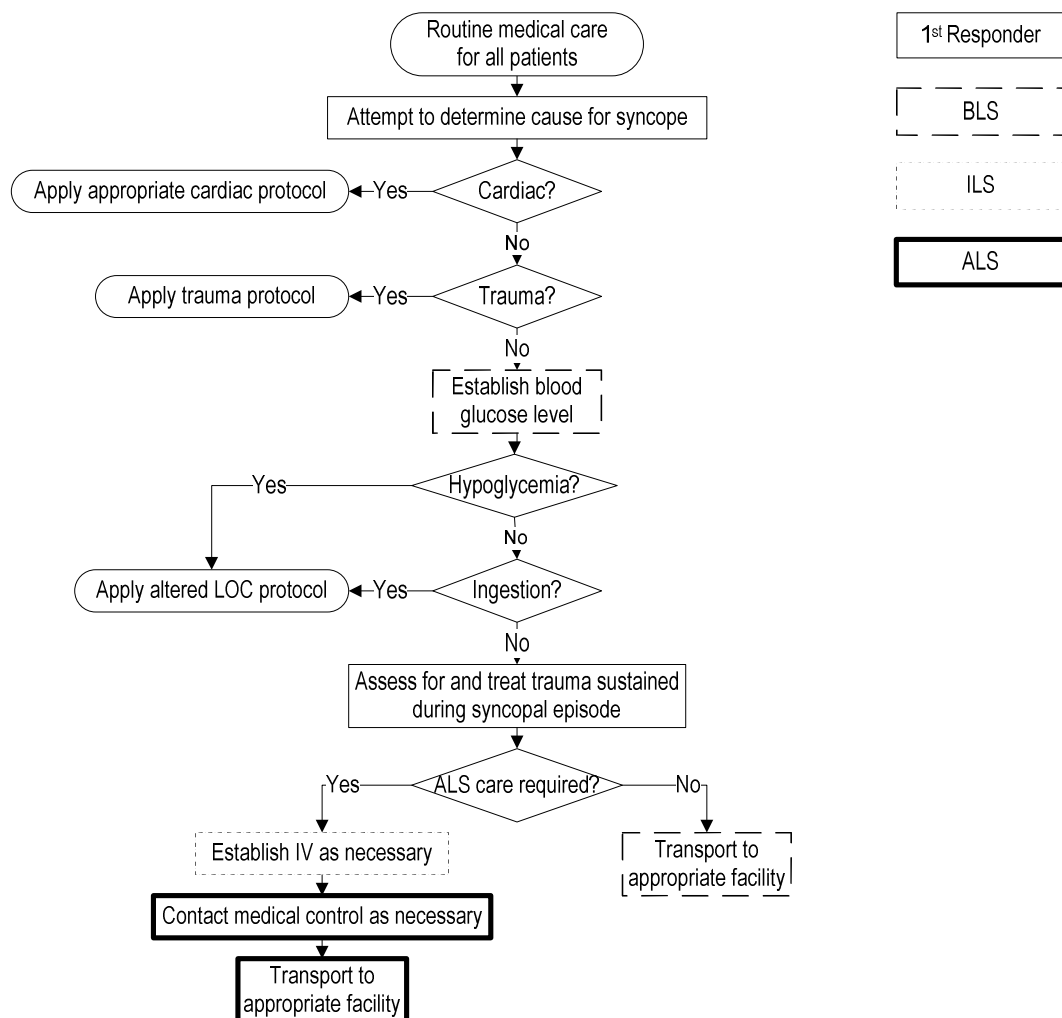 Routine medical care
for all patients
1st Responder
Attempt to determine cause for syncope
BLS
Apply appropriate cardiac protocol
Yes
Cardiac?
ILS
No
ALS
Apply trauma protocol
Yes
Trauma?
No
Establish blood
glucose level
Yes
Hypoglycemia?
No
Apply altered LOC protocol
Yes
Ingestion?
No
Assess for and treat trauma sustained
during syncopal episode
Yes
ALS care required?
No
Establish IV as necessary
Transport to
appropriate facility
Contact medical control as necessary
Transport to
appropriate facility